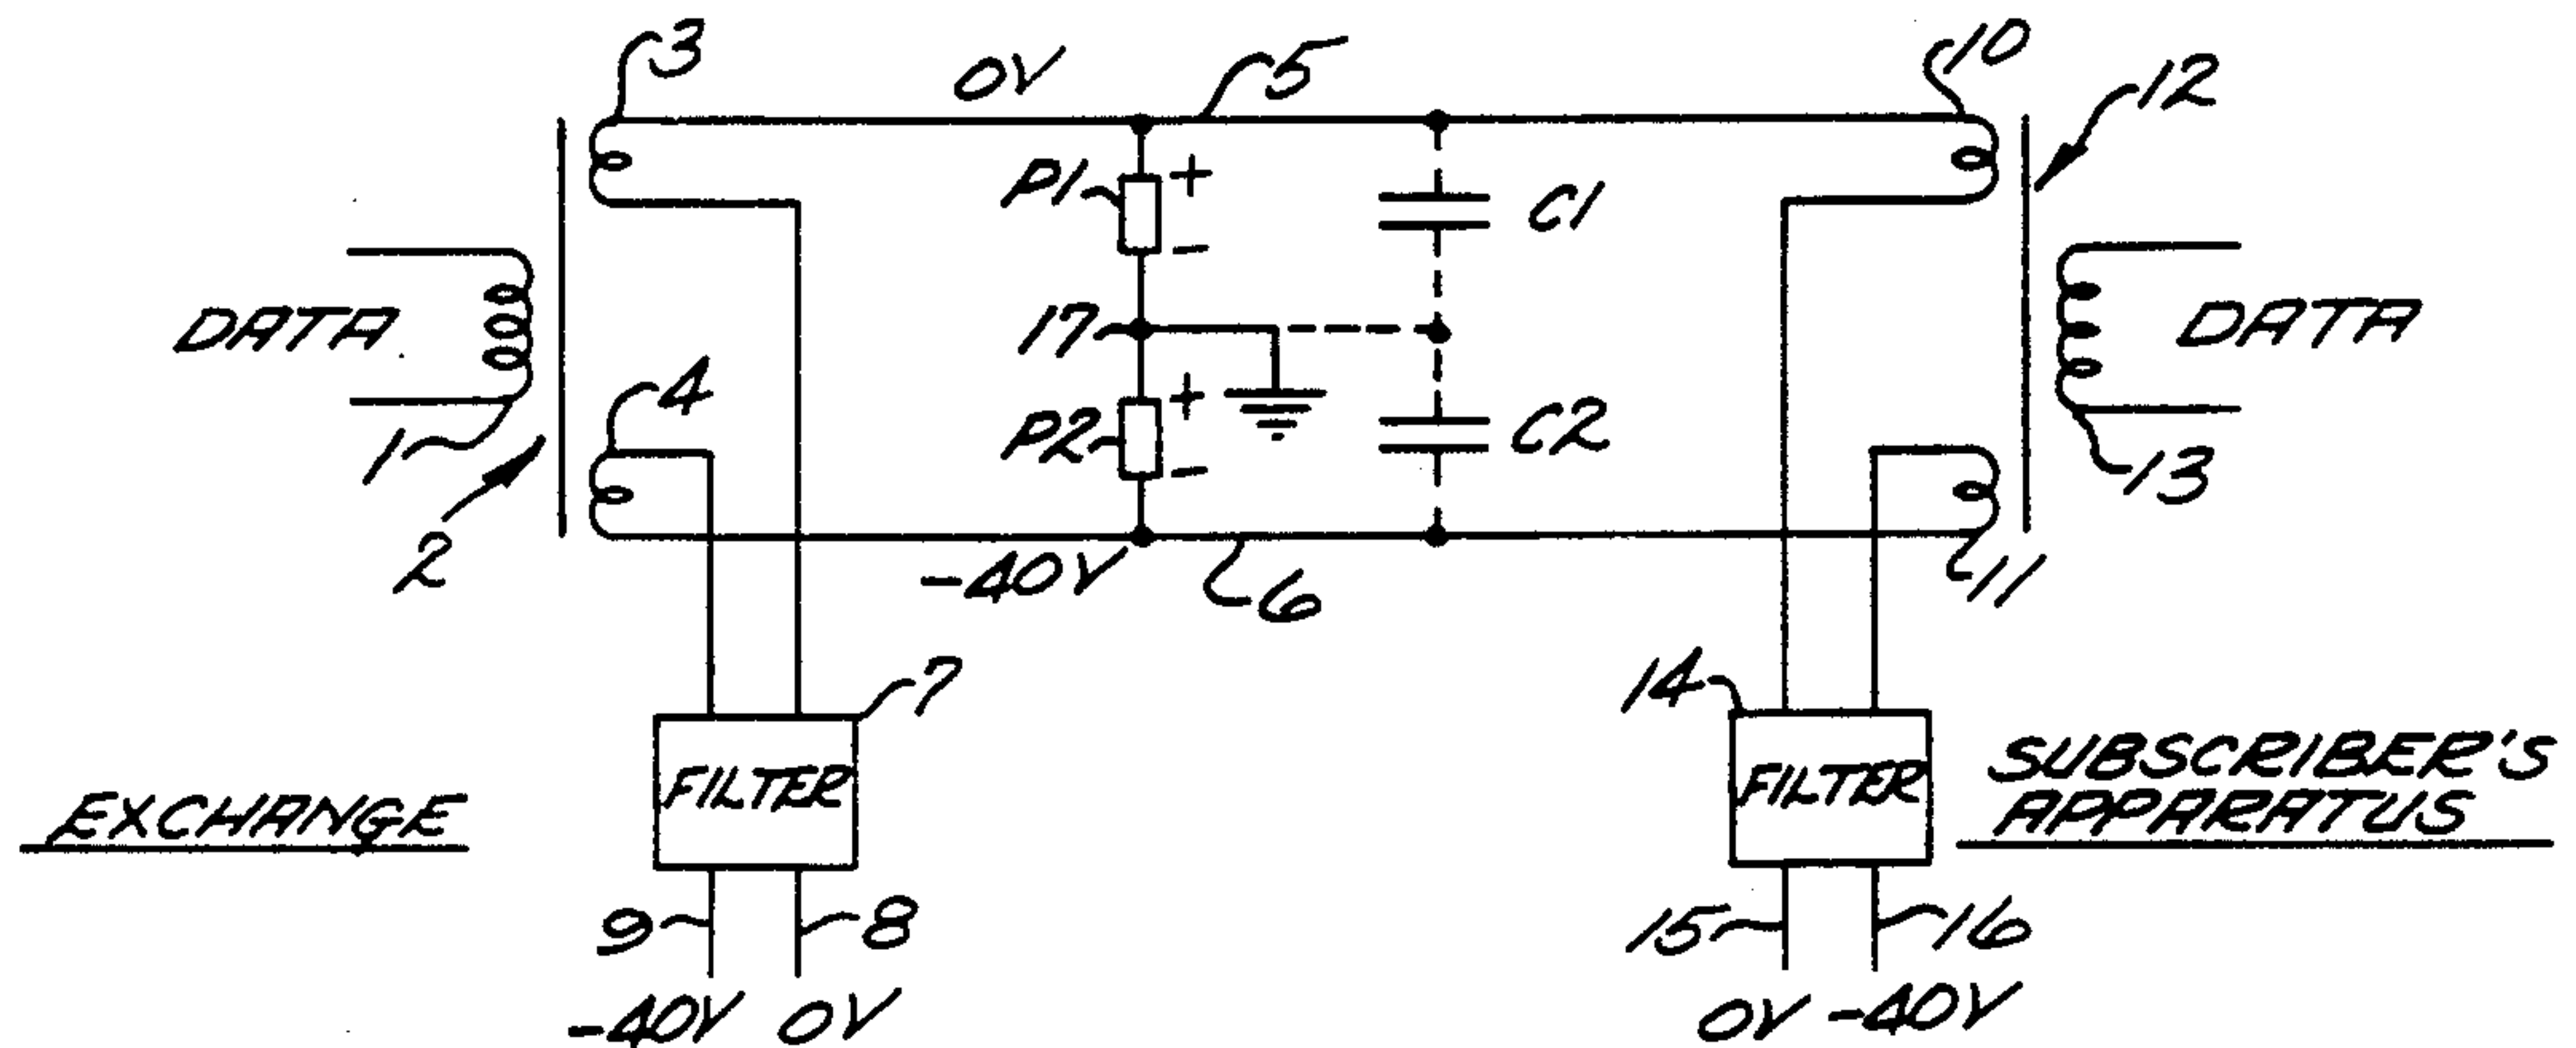 3
0V
5
10
12
P1
+
-
C1
DATA
17
DATA
4
1
P2
+
-
C2
13
2
-40V
6
11
7
14
FILTER
FILTER
EXCHANGE
SUBSCRIBER'S
APPARATUS
9
8
15
16
-40V
0V
0V
-40V